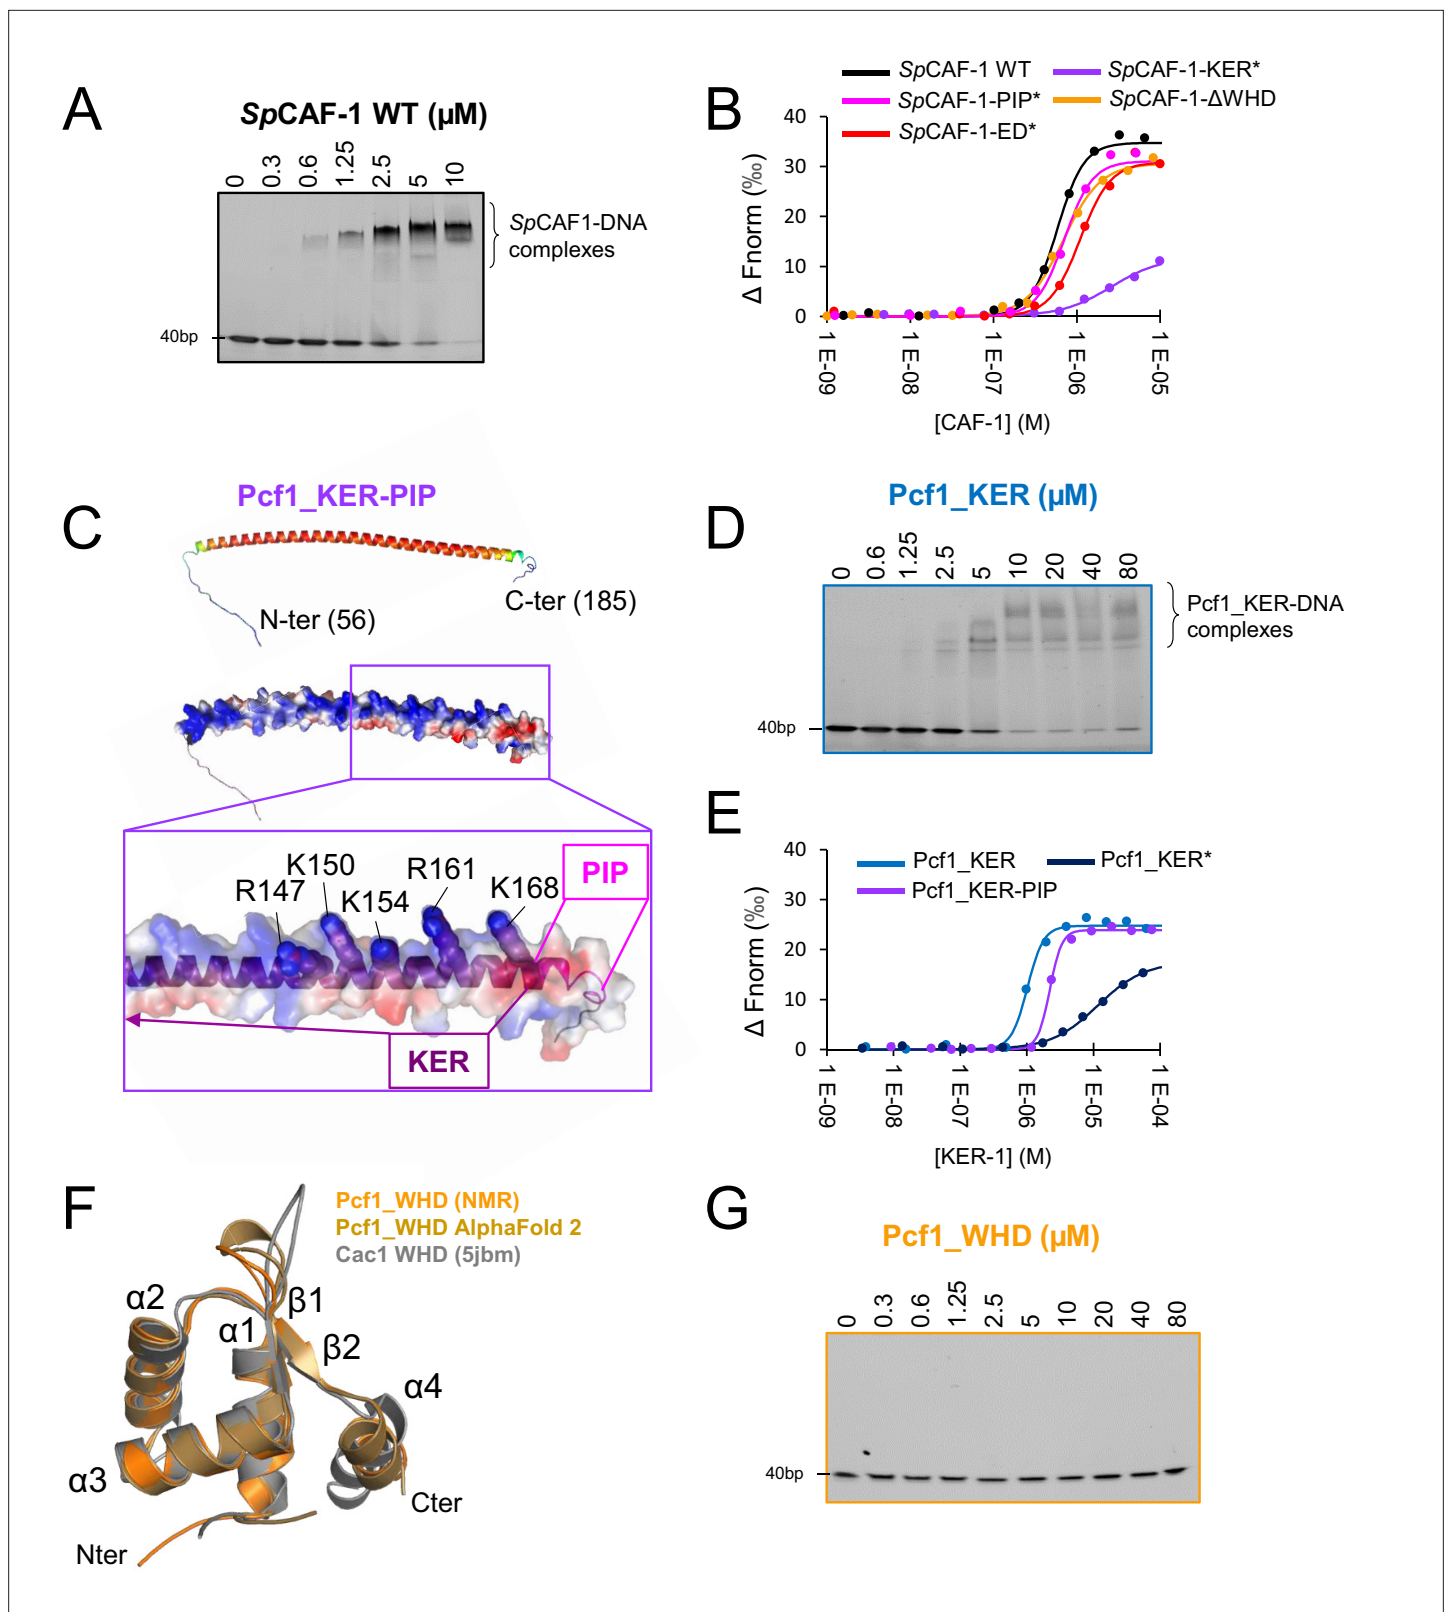 A
SpCAF-1 WT (µM)
0 0.3 0.6 1.25 2.5 5 10
SpCAF1-DNA
complexes
40bp
B
SpCAF-1 WT
SpCAF-1-KER*
SpCAF-1-PIP*
SpCAF-1-ΔWHD
SpCAF-1-ED*
Δ Fnorm (‰)
40
30
20
10
0
1 E-09 1 E-08 1 E-07 1 E-06 1 E-05
[CAF-1] (M)
C
Pcf1_KER-PIP
N-ter (56)
C-ter (185)
R147
K150
K154
R161
K168
PIP
KER
D
Pcf1_KER (µM)
0 0.6 1.25 2.5 5 10 20 40 80
Pcf1_KER-DNA
complexes
40bp
E
Pcf1_KER
Pcf1_KER*
Pcf1_KER-PIP
Δ Fnorm (‰)
40
30
20
10
0
1 E-09 1 E-08 1 E-07 1 E-06 1 E-05 1 E-04
[KER-1] (M)
F
Pcf1_WHD (NMR)
Pcf1_WHD AlphaFold 2
Cac1 WHD (5jbm)
α2
α1
β1
β2
α4
α3
Cter
Nter
G
Pcf1_WHD (µM)
0 0.3 0.6 1.25 2.5 5 10 20 40 80
40bp